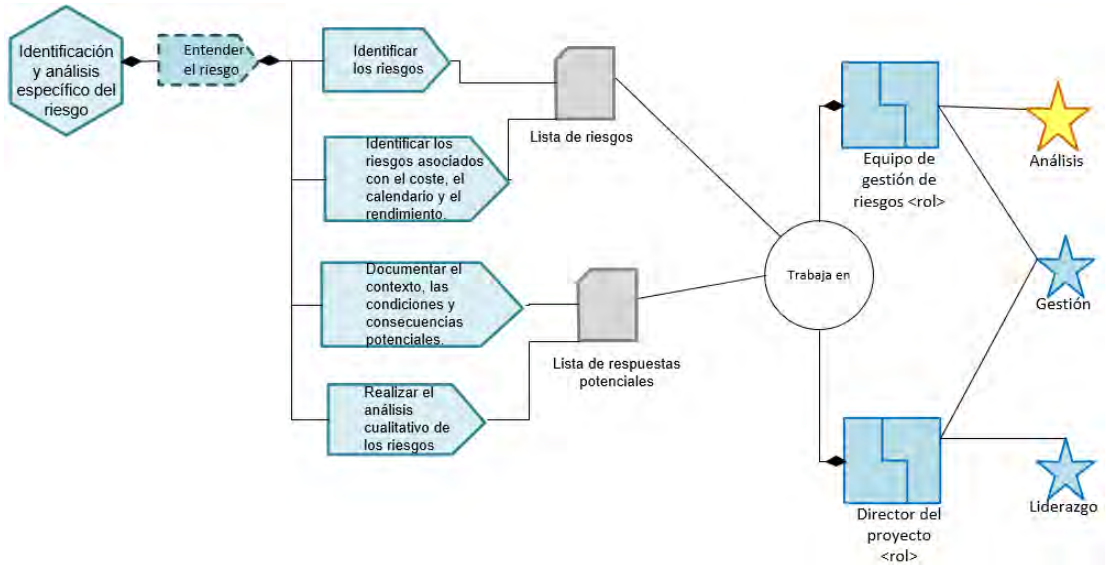 Identificación
y análisis
específico del
riesgo
Entender
el riesgo
Identificar
los riesgos
Identificar los
riesgos asociados
con el coste, el
calendario y el
rendimiento.
Documentar el
contexto, las
condiciones y
consecuencias
potenciales.
Realizar el
análisis
cualitativo de
los riesgos
Lista de riesgos
Lista de respuestas
potenciales
Trabaja en
Equipo de
gestión de
riesgos <rol>
Director del
proyecto
<rol>
Análisis
Gestión
Liderazgo